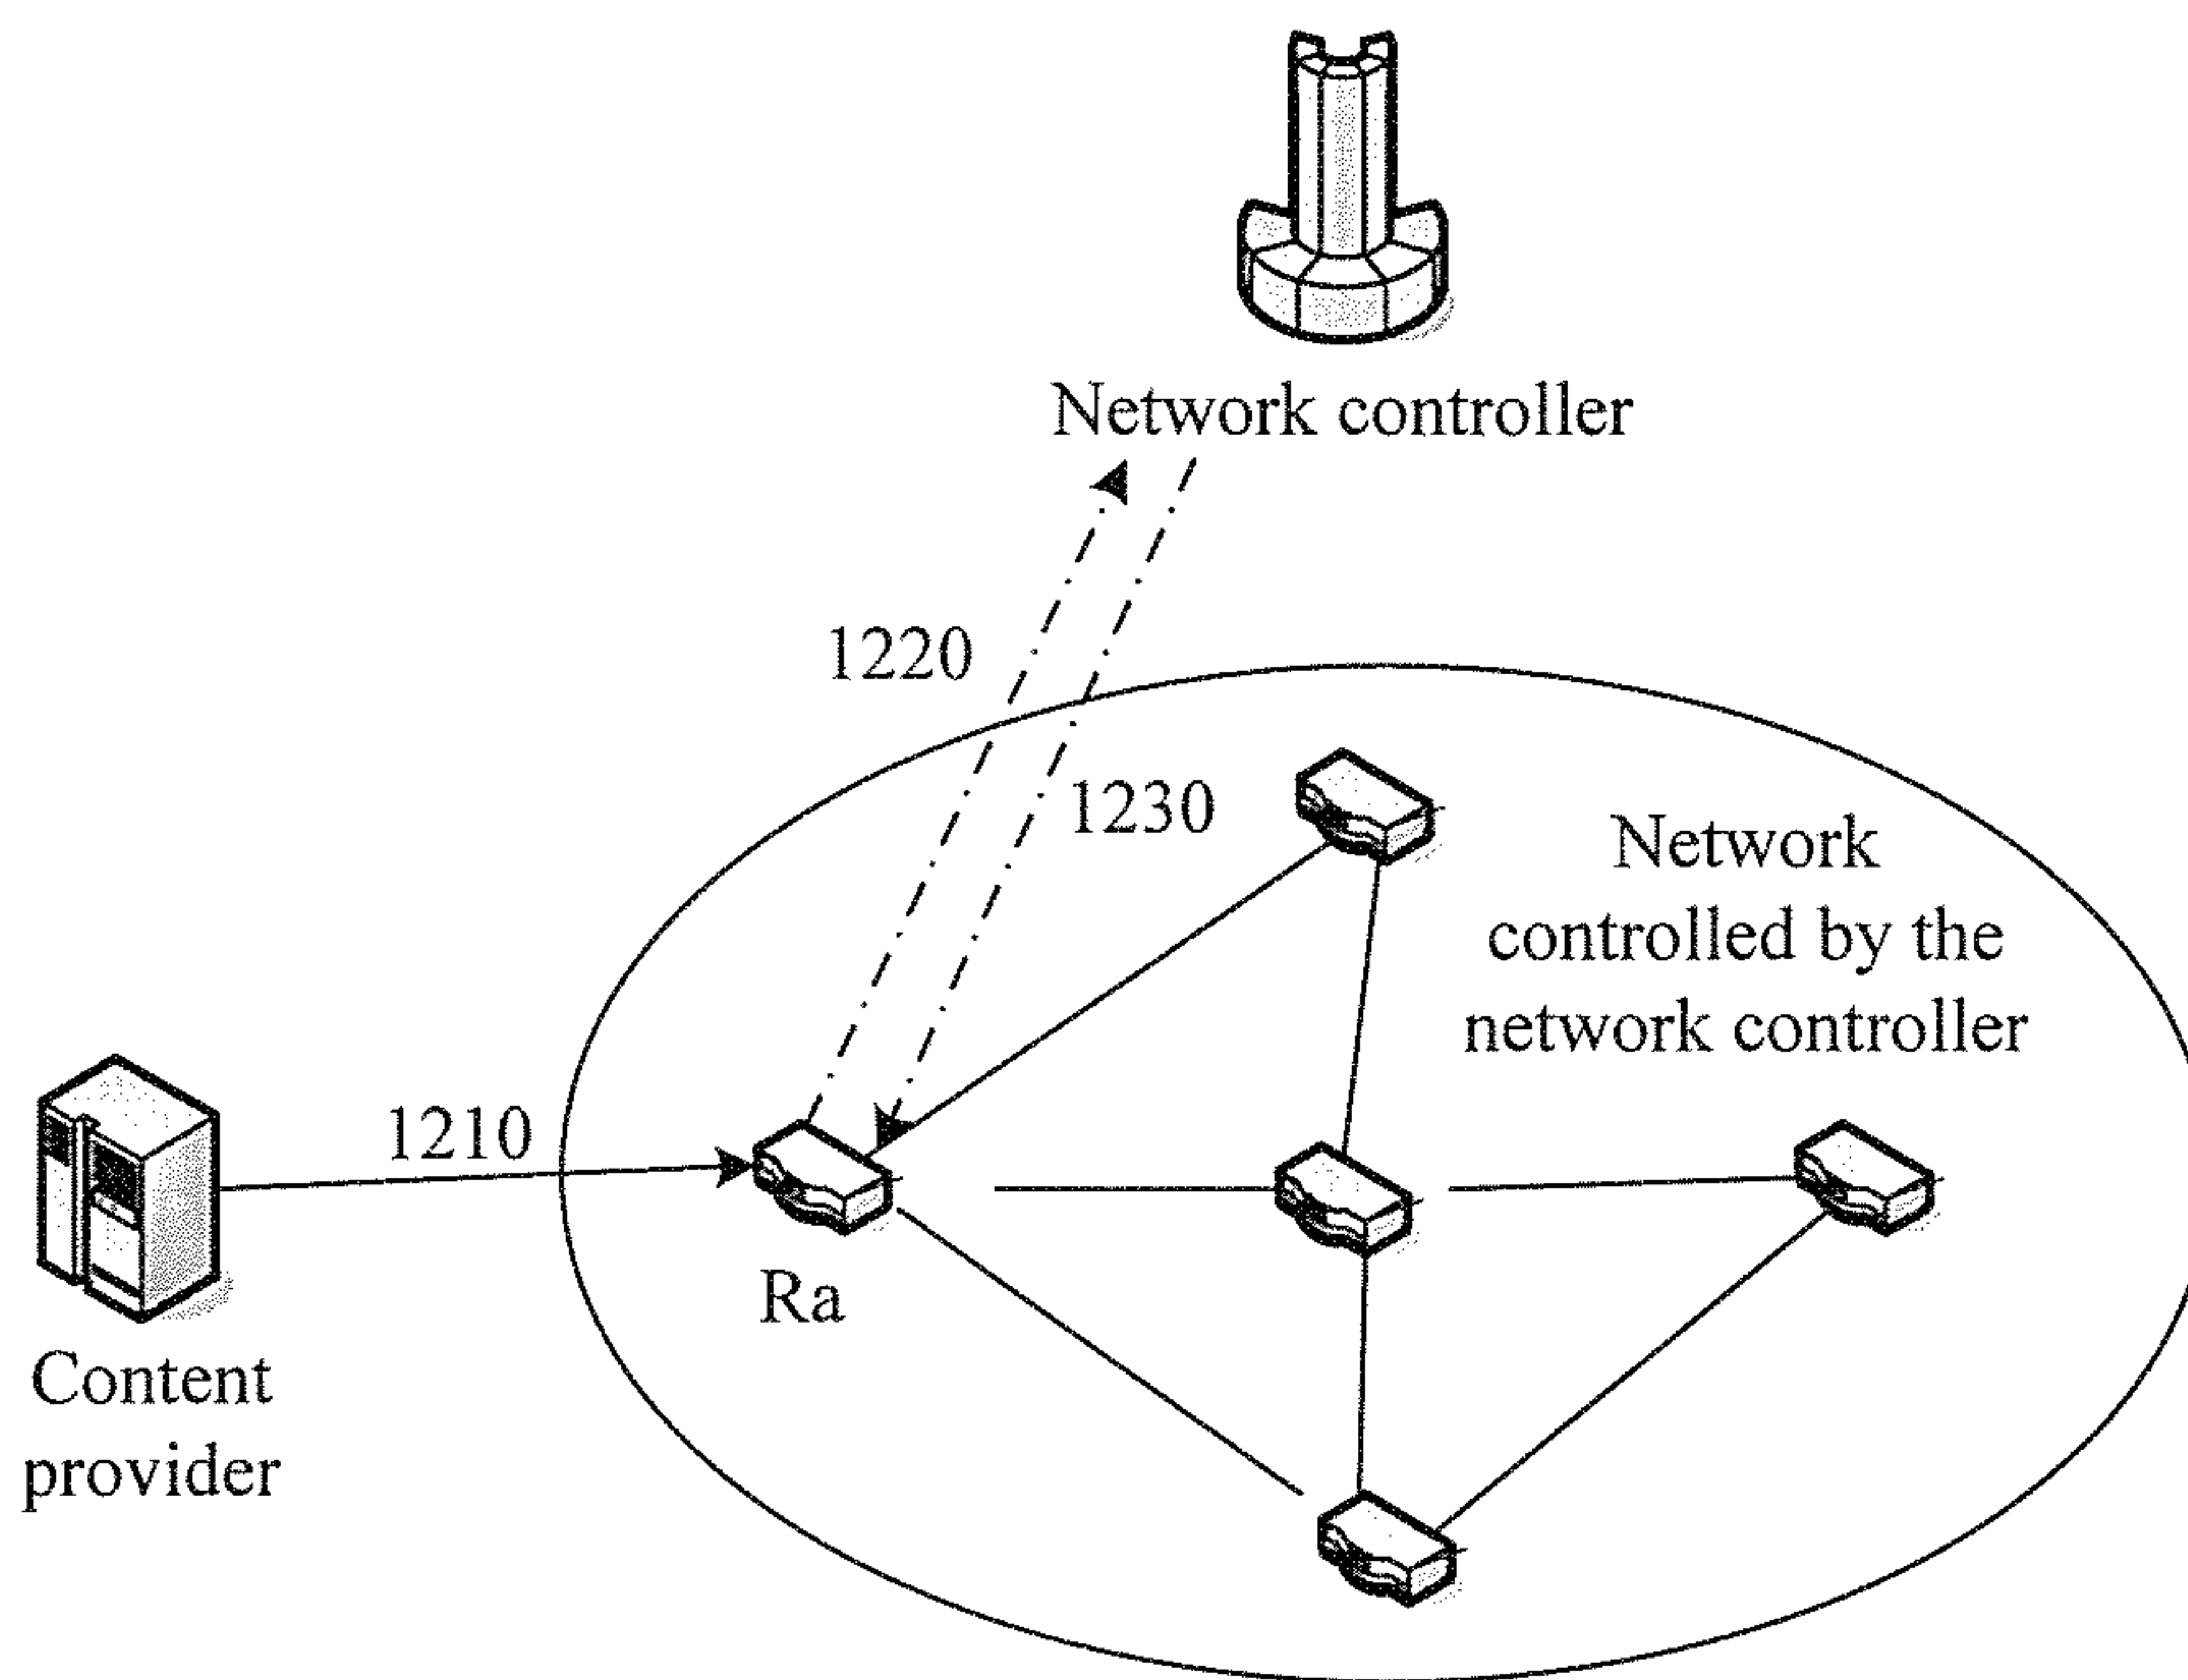 Network controller
1220
1230
Network
controlled by the
network controller
1210
Ra
Content
provider